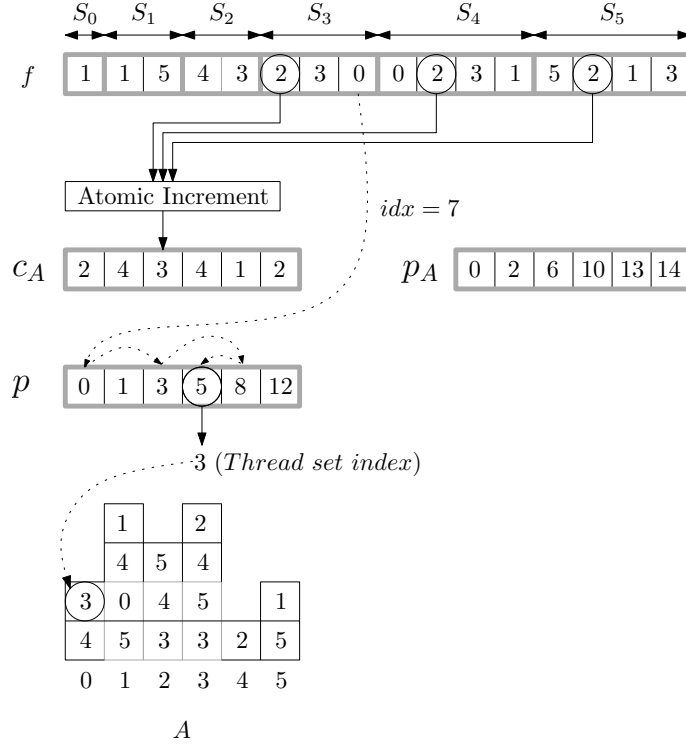 S0 S1 S2 S3 S4 S5
f 1 1 5 4 3 2 3 0 0 2 3 1 5 2 1 3
Atomic Increment
idx = 7
cA 2 4 3 4 1 2 pA 0 2 6 10 13 14
p 0 1 3 5 8 12
3 (Thread set index)
1 2
4 5 4
3 0 4 5 1
4 5 3 3 2 5
0 1 2 3 4 5
A